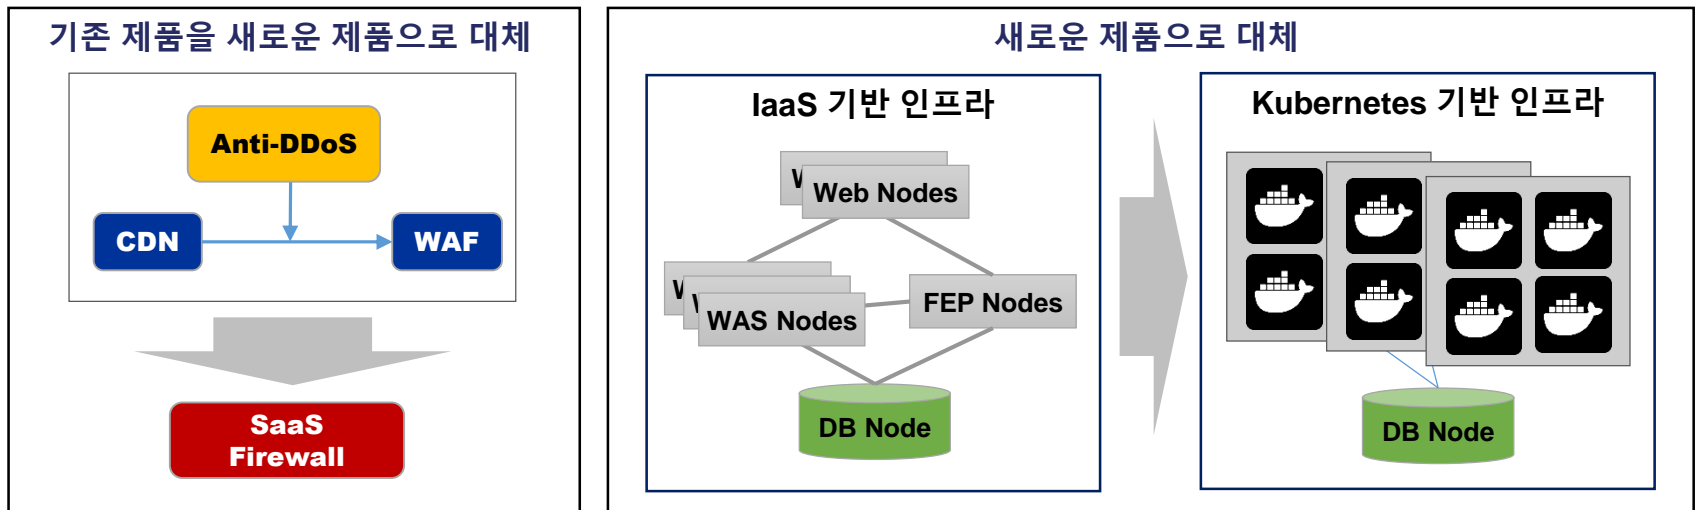 기존 제품을 새로운 제품으로 대체
Anti-DDoS
CDN
WAF
SaaS
Firewall
새로운 제품으로 대체
IaaS 기반 인프라
Web Nodes
WAS Nodes
FEP Nodes
DB Node
Kubernetes 기반 인프라
DB Node